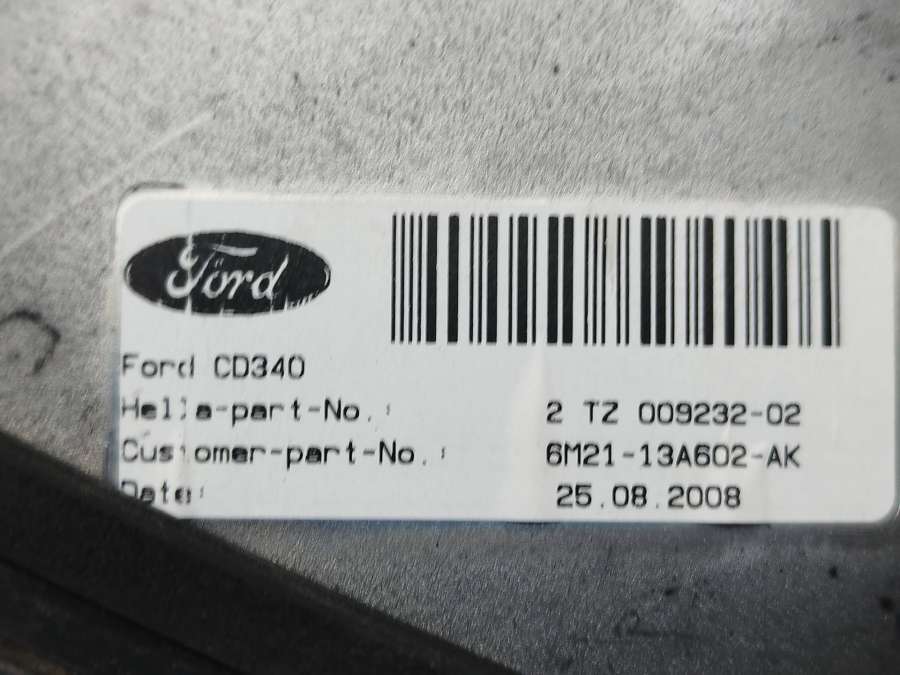 Ford
Ford CD340
Hella-part-No.: 2 TZ 009232-02
Customer-part-No.: 6M21-13A602-AK
Date: 25.08.2008